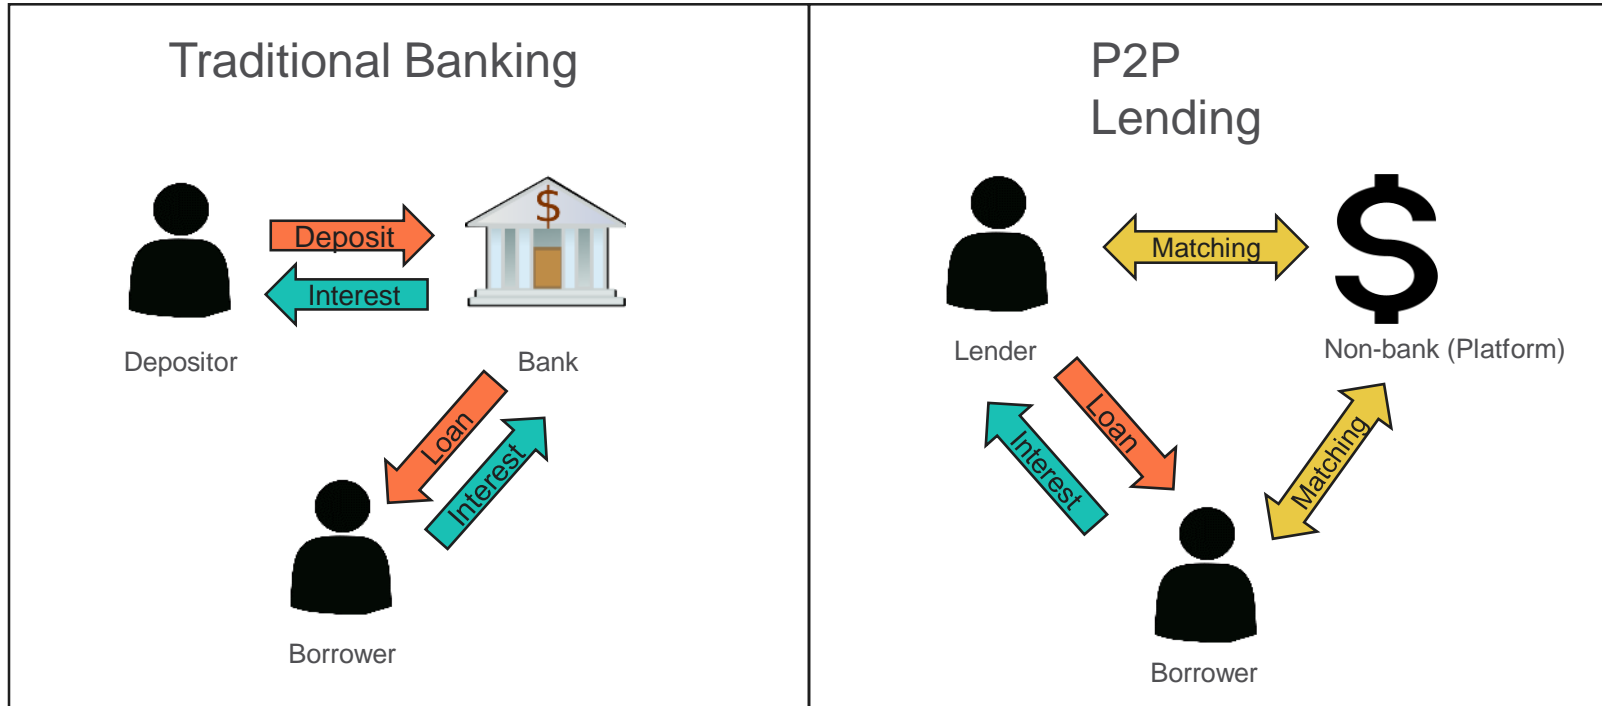 Traditional Banking
$
Deposit
Interest
Depositor
Bank
Loan
Interest
Borrower
P2P
Lending
Matching
$
Lender
Non-bank (Platform)
Loan
Interest
Matching
Borrower